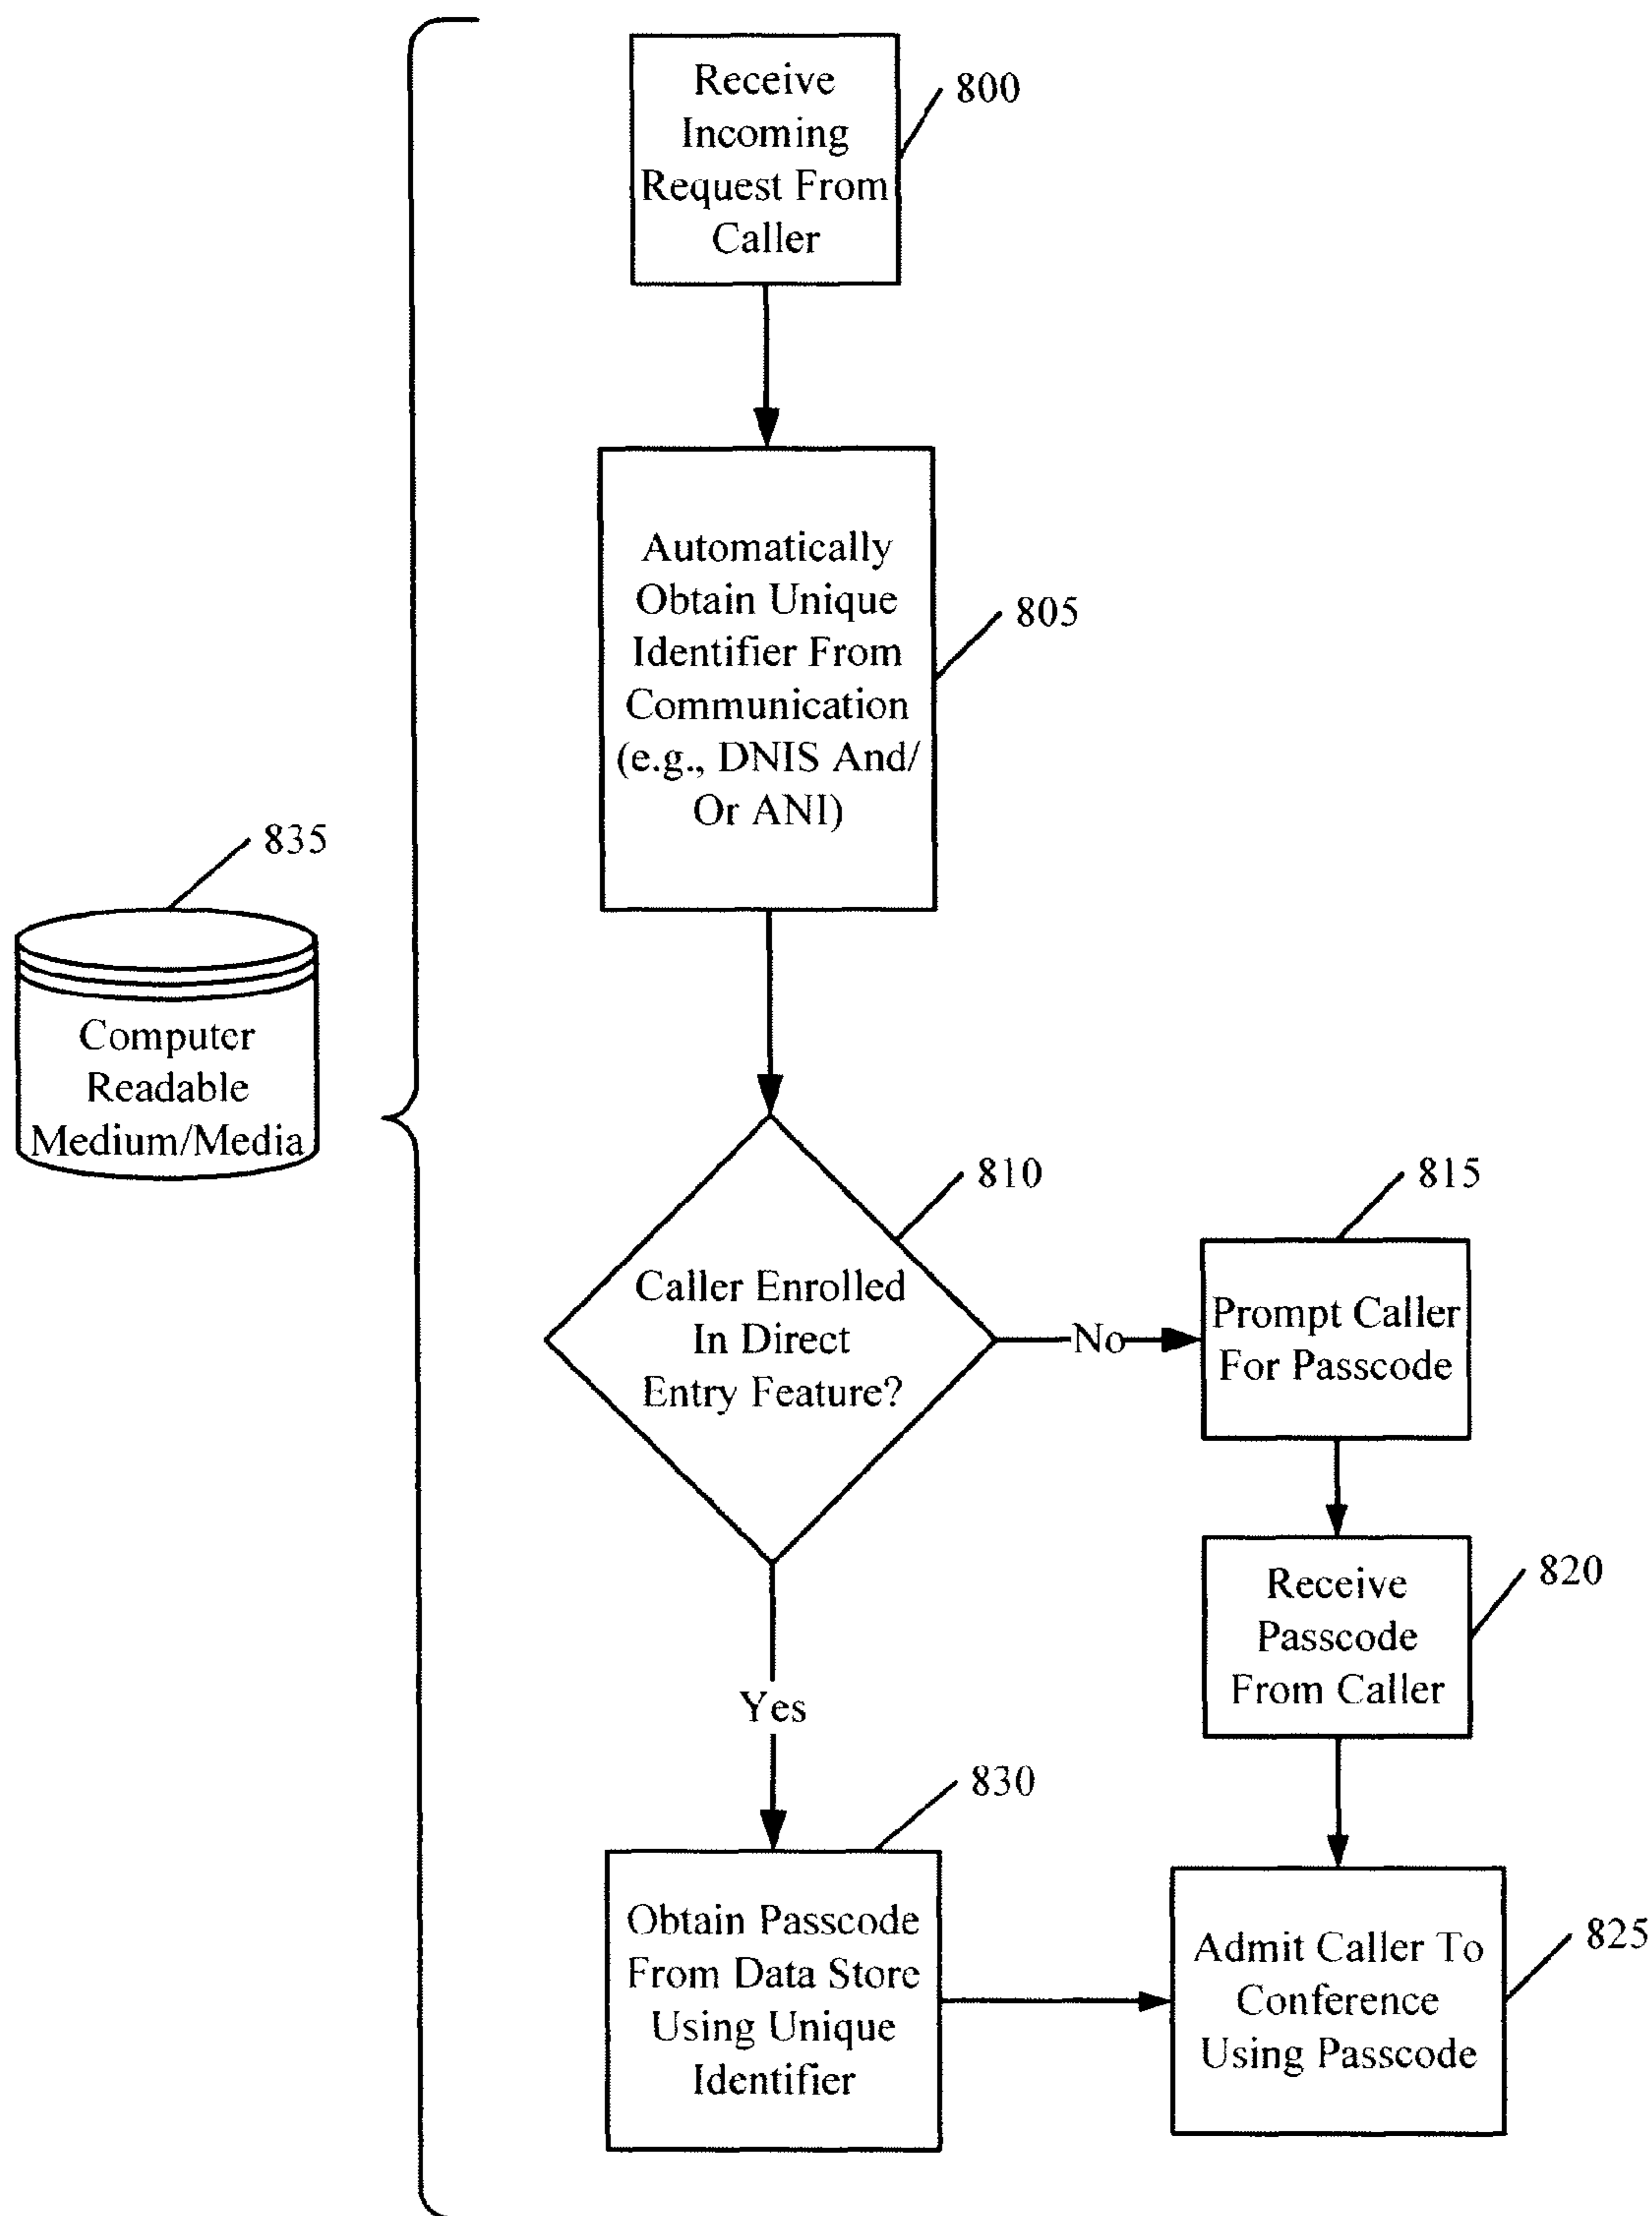 Receive
Incoming
Request From
Caller
800
Automatically
Obtain Unique
Identifier From
Communication
(e.g., DNIS And/
Or ANI)
805
835
Computer
Readable
Medium/Media
Caller Enrolled
In Direct
Entry Feature?
810
No
815
Prompt Caller
For Passcode
Receive
Passcode
From Caller
820
Yes
830
Obtain Passcode
From Data Store
Using Unique
Identifier
Admit Caller To
Conference
Using Passcode
825